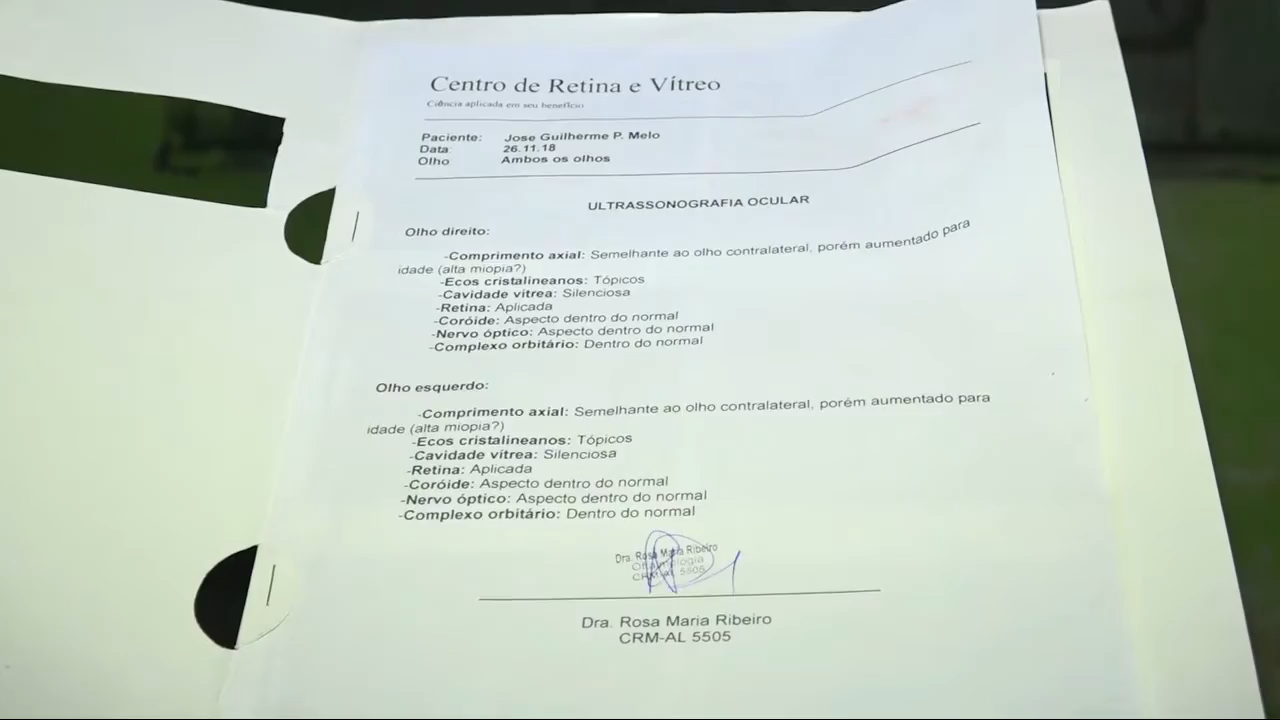 Centro de Retina e Vítreo
Ciência aplicada em seu benefício
Paciente: Jose Guilherme P. Melo
Data: 26.11.18
Olho Ambos os olhos
ULTRASSONOGRAFIA OCULAR
Olho direito:
-Comprimento axial: Semelhante ao olho contralateral, porém aumentado para
idade (alta miopia?)
-Ecos cristalineanos: Tópicos
-Cavidade vítrea: Silenciosa
-Retina: Aplicada
-Coróide: Aspecto dentro do normal
-Nervo óptico: Aspecto dentro do normal
-Complexo orbitário: Dentro do normal
Olho esquerdo:
-Comprimento axial: Semelhante ao olho contralateral, porém aumentado para
idade (alta miopia?)
-Ecos cristalineanos: Tópicos
-Cavidade vítrea: Silenciosa
-Retina: Aplicada
-Coróide: Aspecto dentro do normal
-Nervo óptico: Aspecto dentro do normal
-Complexo orbitário: Dentro do normal
Dra. Rosa Maria Ribeiro
Oftalmologia
CRM-AL 5505
Dra. Rosa Maria Ribeiro
CRM-AL 5505